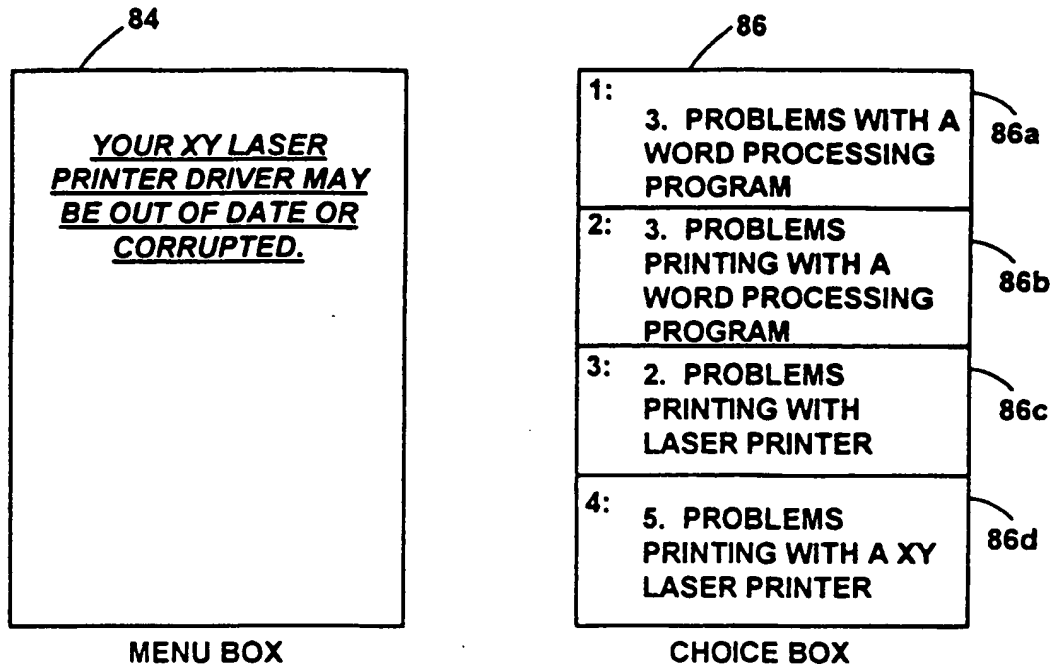 84
YOUR XY LASER
PRINTER DRIVER MAY
BE OUT OF DATE OR
CORRUPTED.
MENU BOX
86
1:
3. PROBLEMS WITH A
WORD PROCESSING
PROGRAM
86a
2: 3. PROBLEMS
PRINTING WITH A
WORD PROCESSING
PROGRAM
86b
3: 2. PROBLEMS
PRINTING WITH
LASER PRINTER
86c
4: 5. PROBLEMS
PRINTING WITH A XY
LASER PRINTER
86d
CHOICE BOX